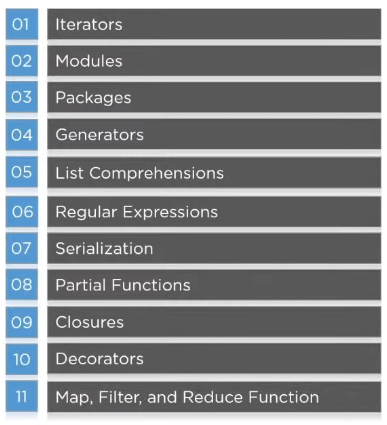 01 Iterators
02 Modules
03 Packages
04 Generators
05 List Comprehensions
06 Regular Expressions
07 Serialization
08 Partial Functions
09 Closures
10 Decorators
11 Map, Filter, and Reduce Function